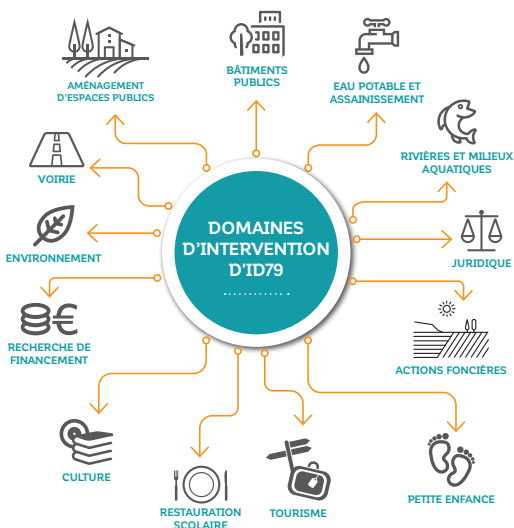 BÂTIMENTS
PUBLICS
AMÉNAGEMENT
D'ESPACES PUBLICS
EAU POTABLE ET
ASSAINISSEMENT
RIVIÈRES ET MILIEUX
AQUATIQUES
VOIRIE
DOMAINES
D'INTERVENTION
D'ID79
ENVIRONNEMENT
JURIDIQUE
RECHERCHE DE
FINANCEMENT
ACTIONS FONCIÈRES
CULTURE
RESTAURATION
SCOLAIRE
TOURISME
PETITE ENFANCE